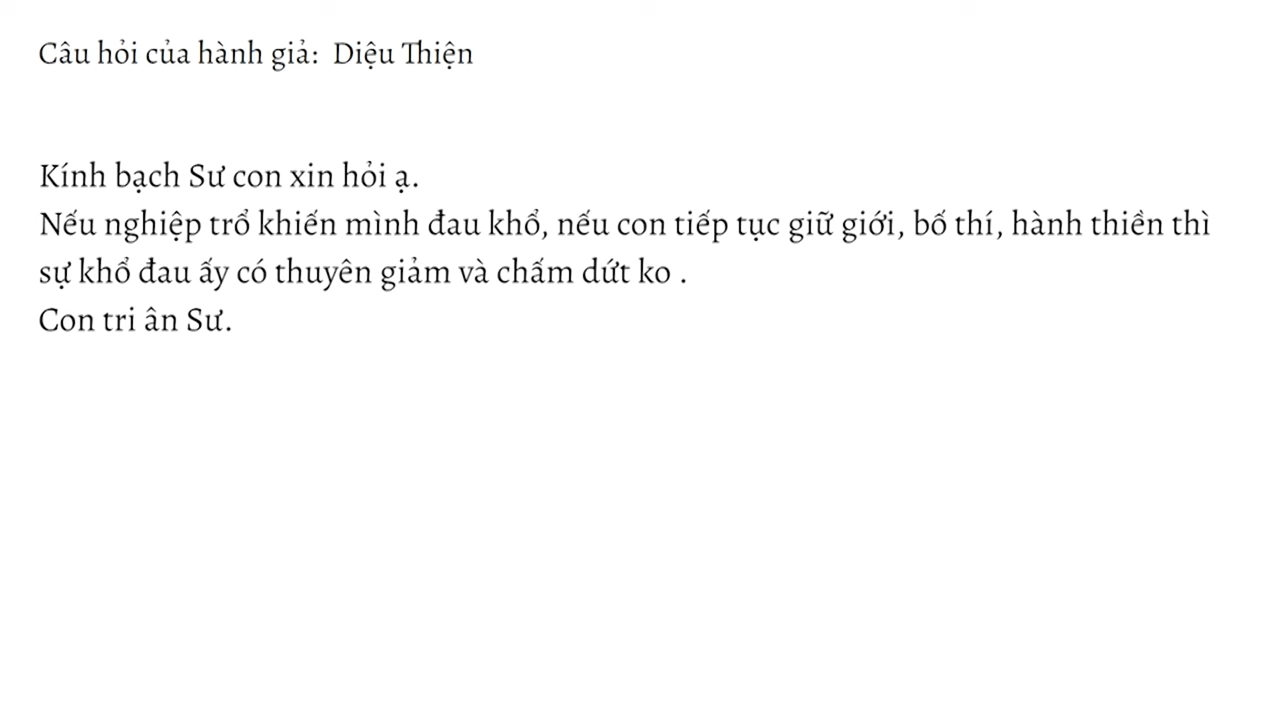 Câu hỏi của hành giả:  Diệu Thiện
Kính bạch Sư con xin hỏi ạ.
Nếu nghiệp trổ khiến mình đau khổ, nếu con tiếp tục giữ giới, bố thí, hành thiền thì
sự khổ đau ấy có thuyên giảm và chấm dứt ko .
Con tri ân Sư.